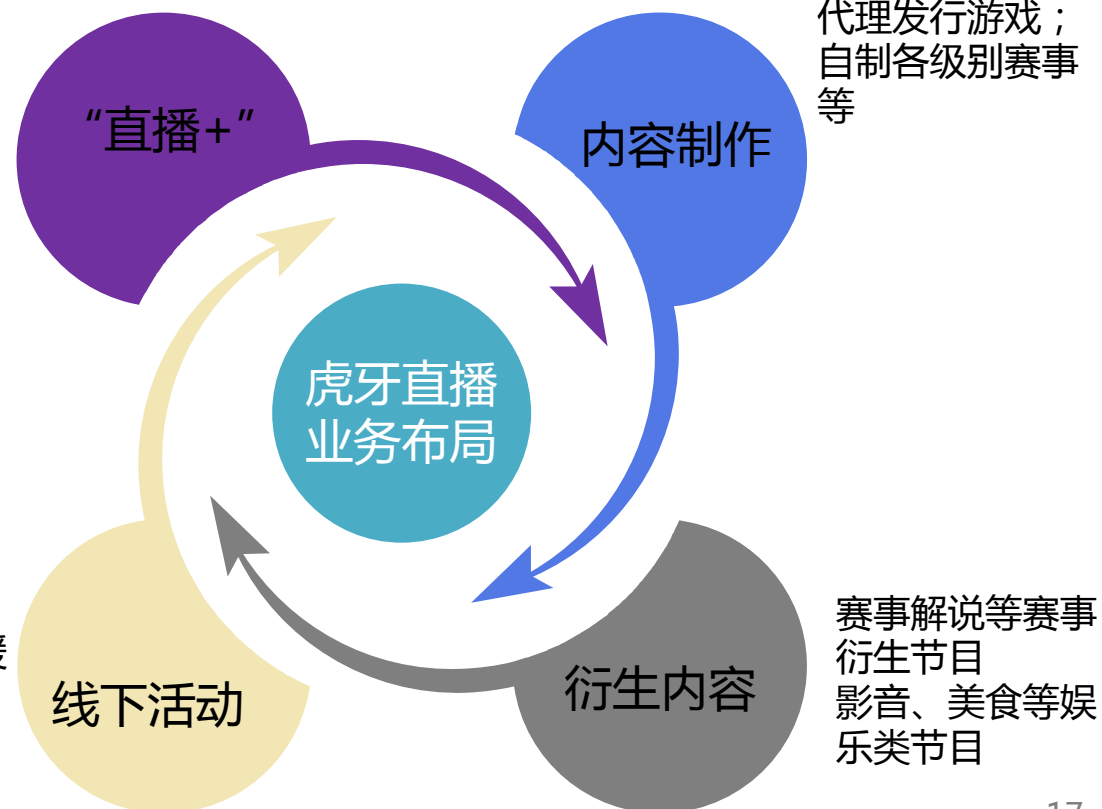 代理发行游戏；
自制各级别赛事
等
“直播+”
内容制作
虎牙直播
业务布局
线下活动
衍生内容
赛事解说等赛事
衍生节目
影音、美食等娱
乐类节目